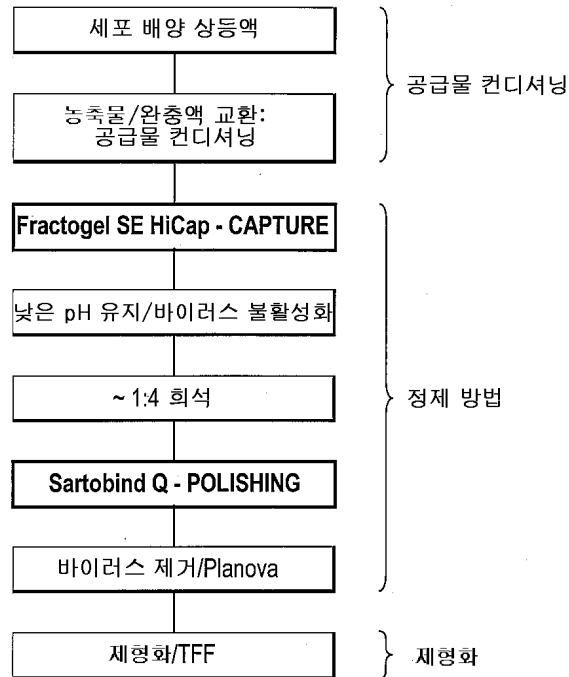 세포 배양 상등액
공급물 컨디셔닝
농축물/완충액 교환:
공급물 컨디셔닝
Fractogel SE HiCap - CAPTURE
낮은 pH 유지/바이러스 불활성화
~ 1:4 희석
정제 방법
Sartobind Q - POLISHING
바이러스 제거/Planova
제형화/TFF
제형화